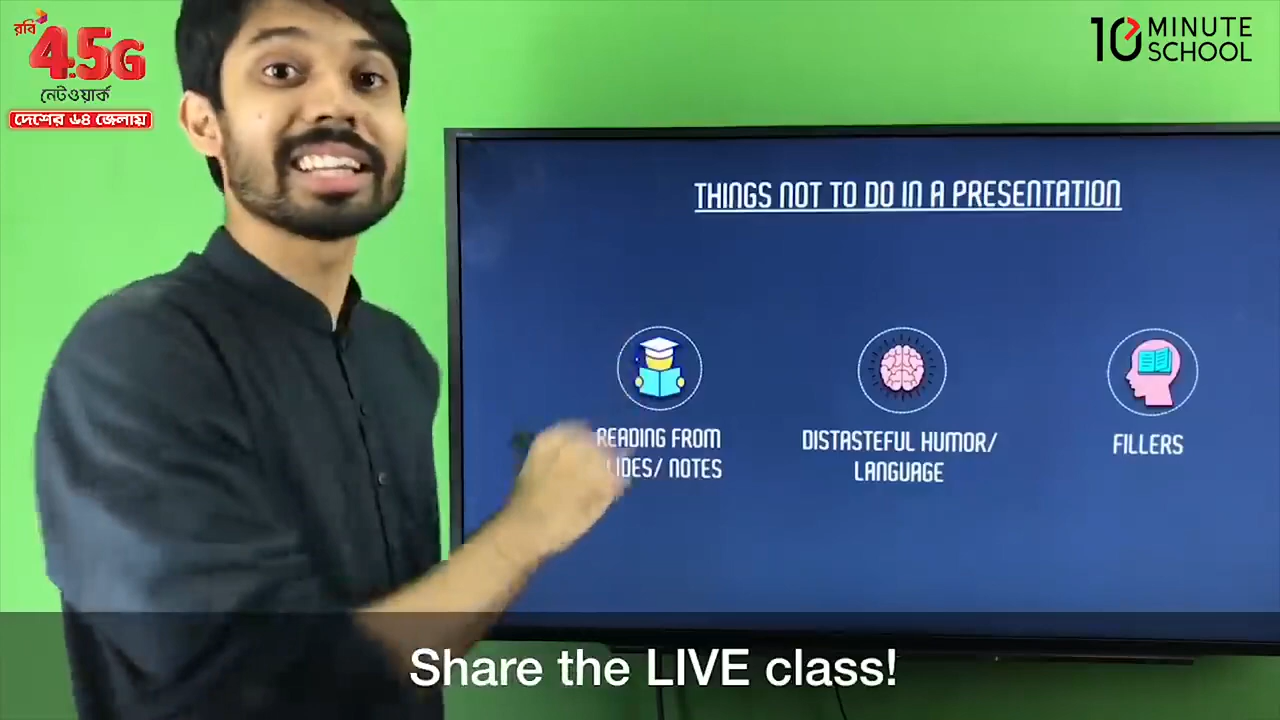 রবি
4.5G
নেটওয়ার্ক
দেশের ৬৪ জেলায়
10 MINUTE
SCHOOL
THINGS NOT TO DO IN A PRESENTATION
READING FROM
LIDES/ NOTES
DISTASTEFUL HUMOR/
LANGUAGE
FILLERS
Share the LIVE class!